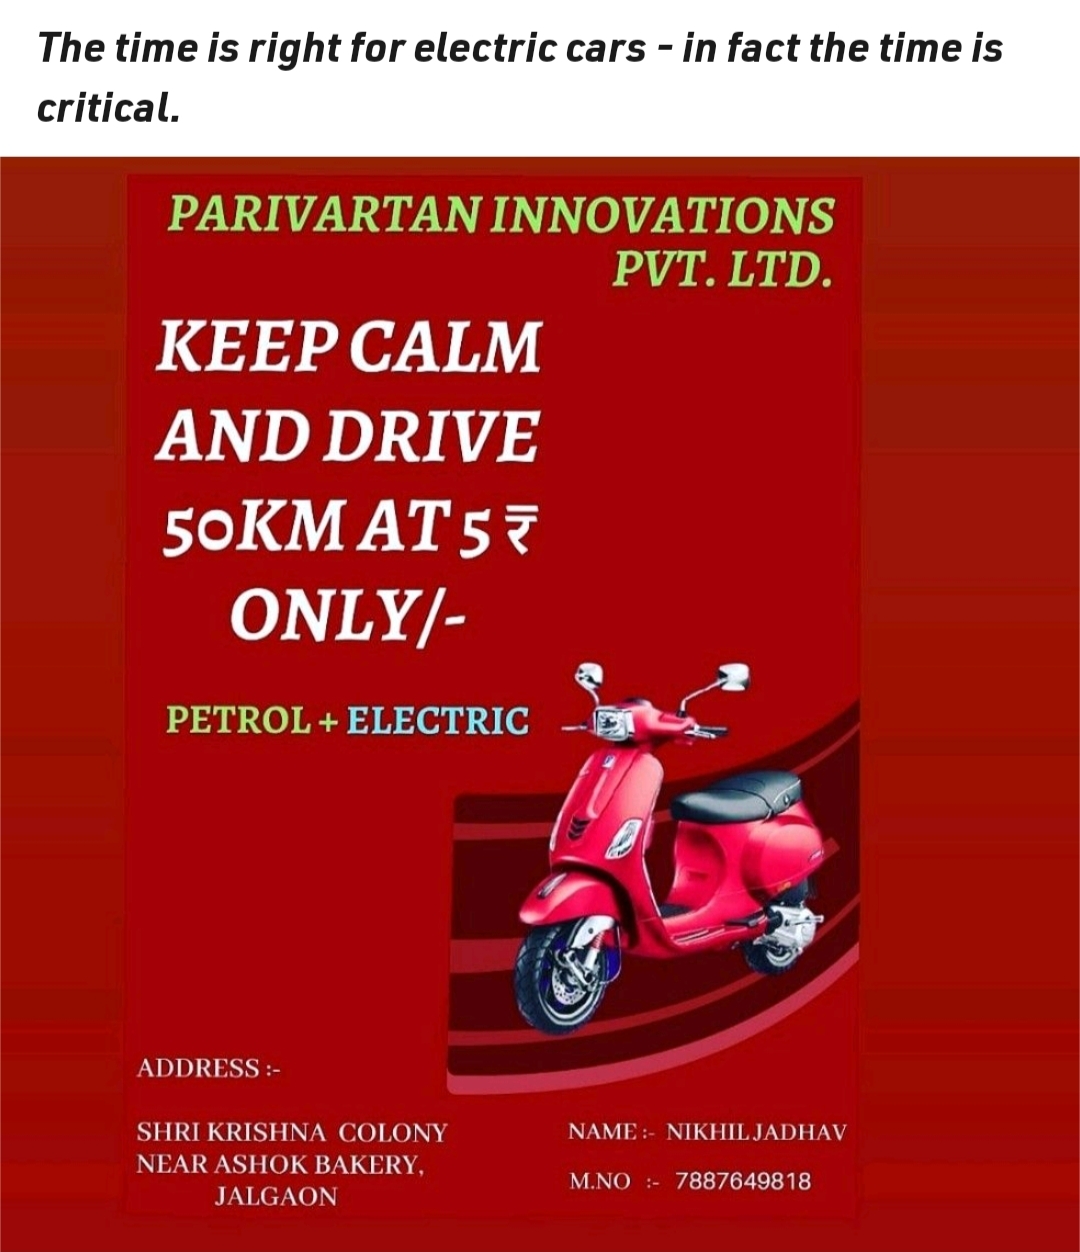 The time is right for electric cars - in fact the time is
critical.
PARIVARTAN INNOVATIONS
PVT. LTD.
KEEP CALM
AND DRIVE
50KM AT 5 ₹
ONLY/-
PETROL + ELECTRIC
ADDRESS :-
SHRI KRISHNA COLONY
NEAR ASHOK BAKERY,
JALGAON
NAME :- NIKHIL JADHAV
M.NO :- 7887649818